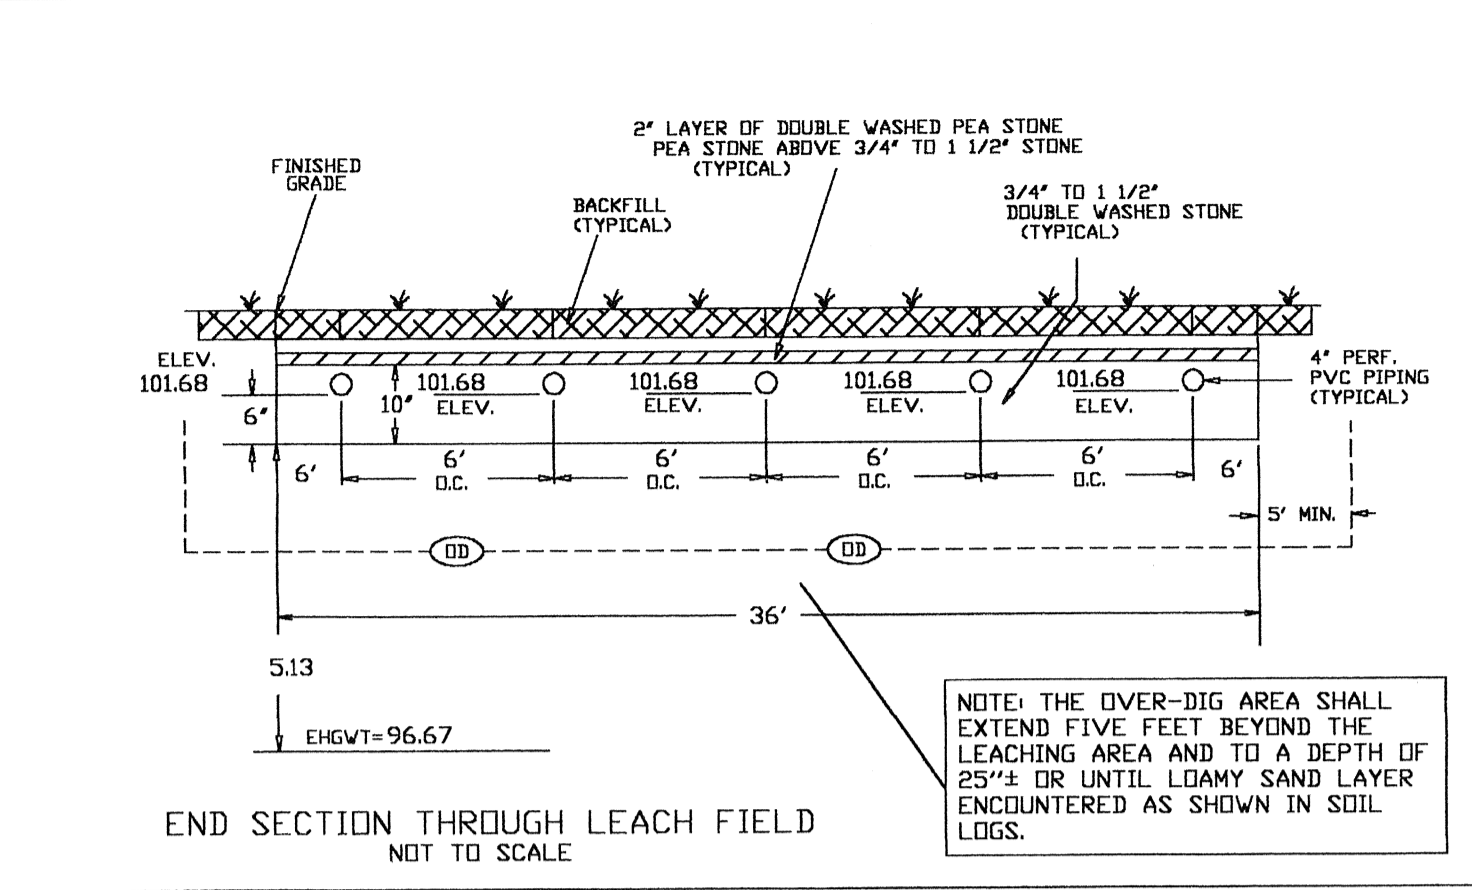 2" LAYER OF DOUBLE WASHED PEA STONE
PEA STONE ABOVE 3/4" TO 1 1/2" STONE
(TYPICAL)
FINISHED
GRADE
BACKFILL
(TYPICAL)
3/4" TO 1 1/2"
DOUBLE WASHED STONE
(TYPICAL)
ELEV.
101.68
6"
10"
101.68
ELEV.
101.68
ELEV.
101.68
ELEV.
101.68
ELEV.
4" PERF.
PVC PIPING
(TYPICAL)
6'
6'
O.C.
6'
O.C.
6'
O.C.
6'
O.C.
6'
5' MIN.
OD
OD
36'
5.13
EHGWT=96.67
NOTE: THE OVER-DIG AREA SHALL
EXTEND FIVE FEET BEYOND THE
LEACHING AREA AND TO A DEPTH OF
25"± OR UNTIL LOAMY SAND LAYER
ENCOUNTERED AS SHOWN IN SOIL
LOGS.
END SECTION THROUGH LEACH FIELD
NOT TO SCALE